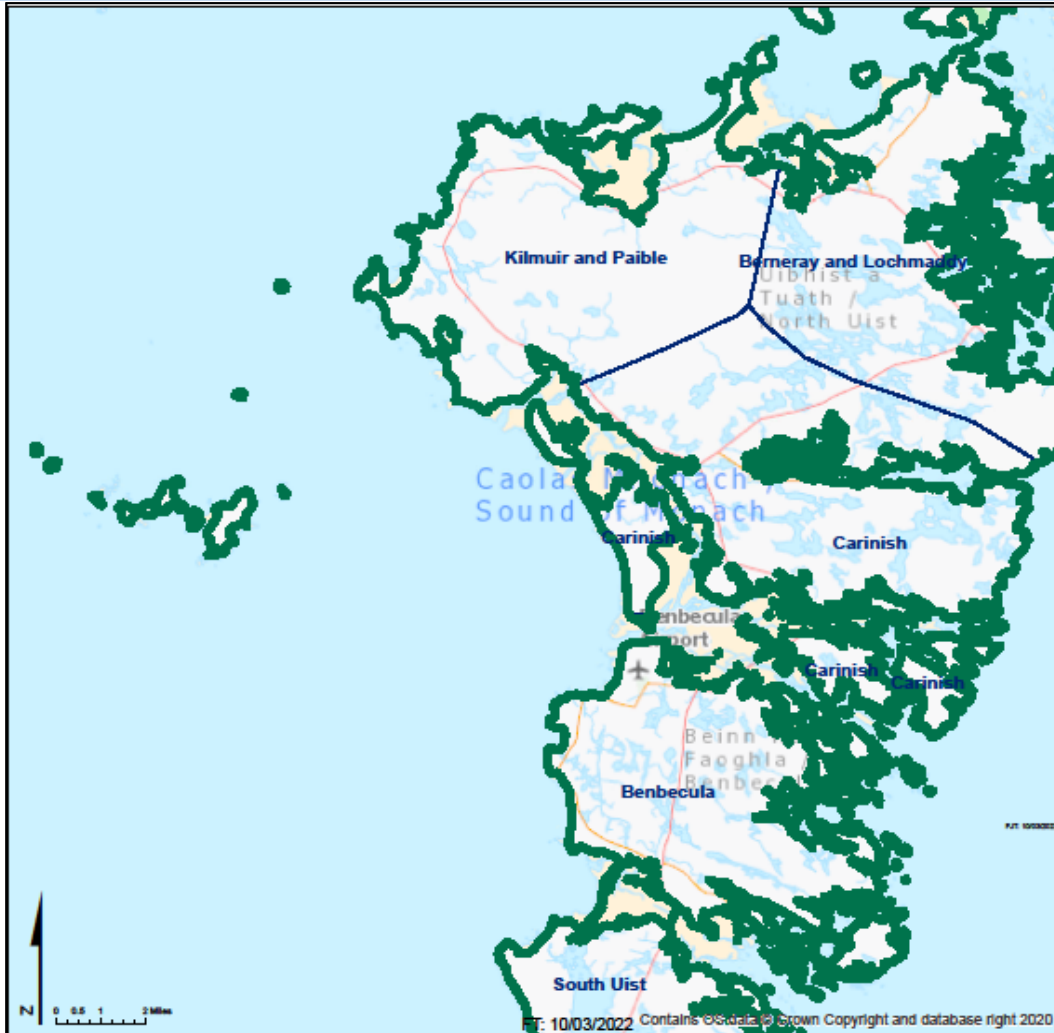 Kilmuir and Paible
Berneray and Lochmaddy
Uibhist a
Tuath /
North Uist
Sound of Monach
Carinish
Carinish
Benbecula
Airport
Carinish
Carinish
Beinn
Faoghla
Benbecula
South Uist
N
0 0.5 1 2 Miles
FT: 10/03/2022
Contains OS data © Crown Copyright and database right 2020